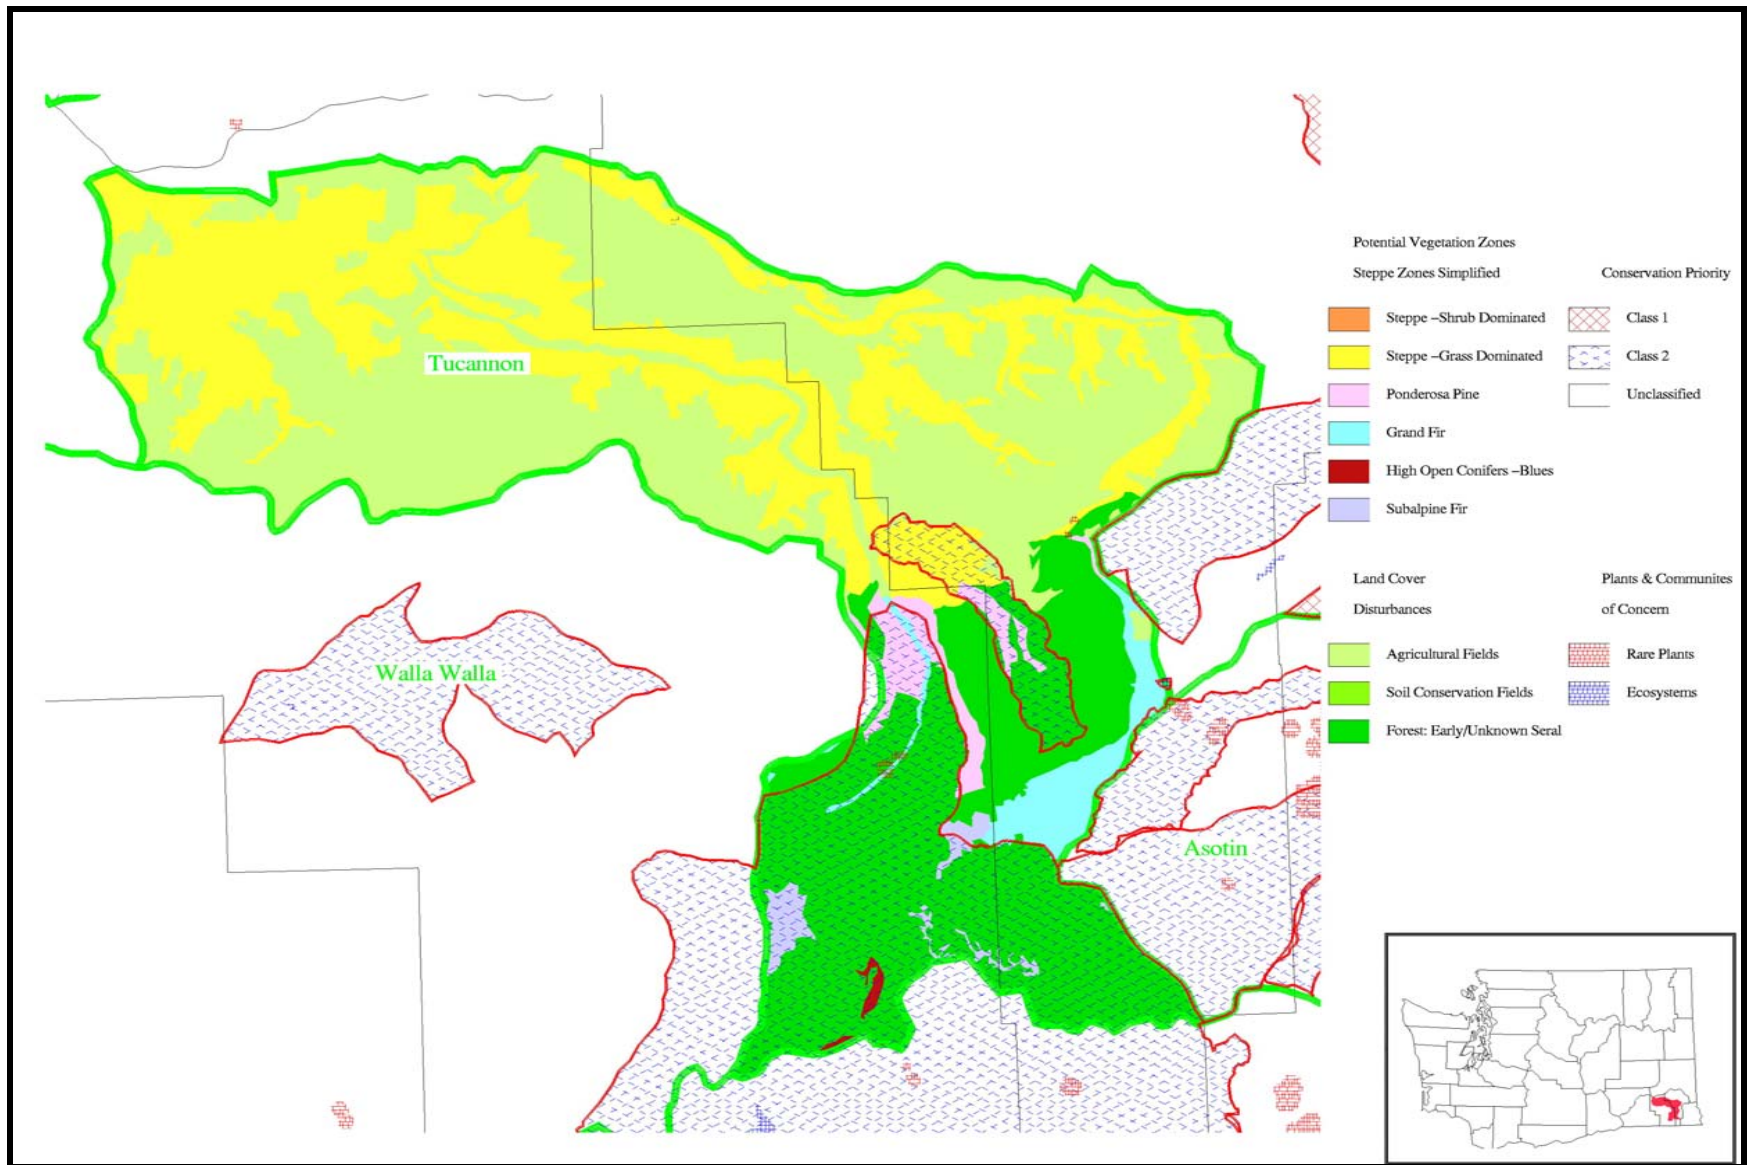 Tucannon
Walla Walla
Asotin
Potential Vegetation Zones
Steppe Zones Simplified
Steppe –Shrub Dominated
Steppe –Grass Dominated
Ponderosa Pine
Grand Fir
High Open Conifers –Blues
Subalpine Fir
Conservation Priority
Class 1
Class 2
Unclassified
Land Cover
Disturbances
Agricultural Fields
Soil Conservation Fields
Forest: Early/Unknown Seral
Plants & Communites
of Concern
Rare Plants
Ecosystems